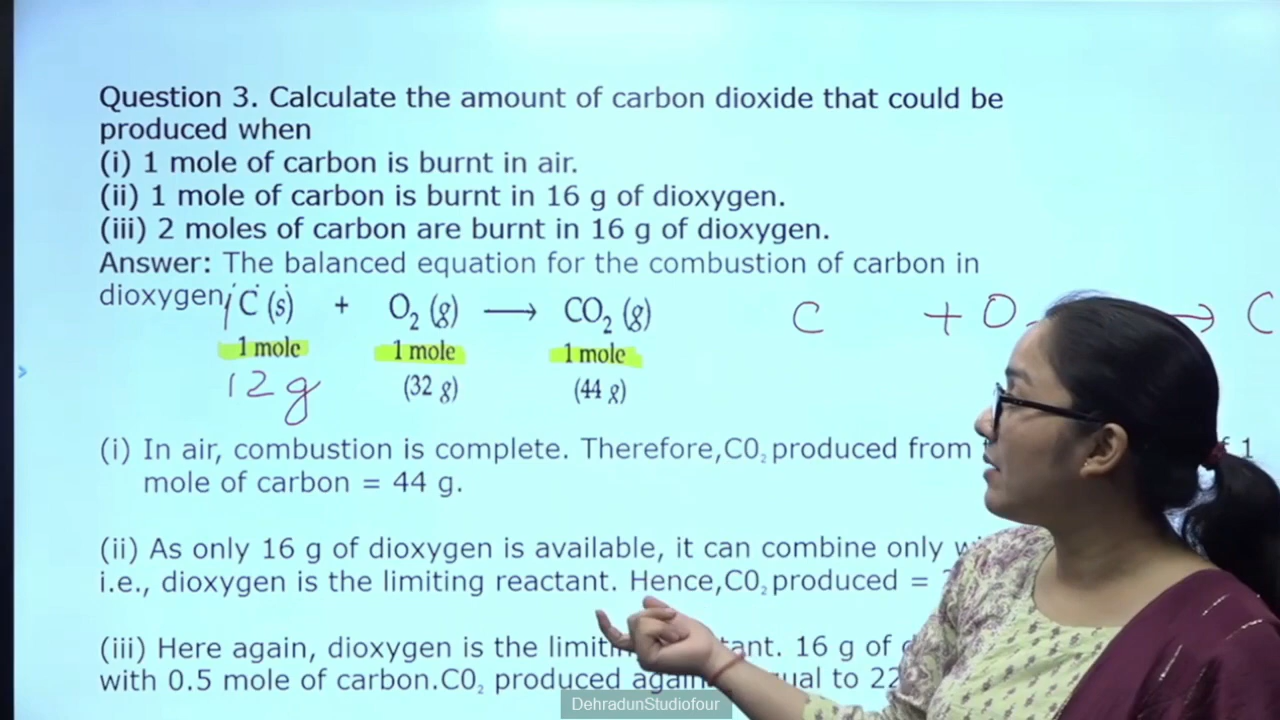 Question 3. Calculate the amount of carbon dioxide that could be
produced when
(i) 1 mole of carbon is burnt in air.
(ii) 1 mole of carbon is burnt in 16 g of dioxygen.
(iii) 2 moles of carbon are burnt in 16 g of dioxygen.
Answer: The balanced equation for the combustion of carbon in
dioxygen/
C (s) + O₂ (g) ⟶ CO₂ (g) C + O → C
1 mole 1 mole 1 mole
12 g (32 g) (44 g)
(i) In air, combustion is complete. Therefore,C0₂ produced from 1
mole of carbon = 44 g.
(ii) As only 16 g of dioxygen is available, it can combine only
i.e., dioxygen is the limiting reactant. Hence,C0₂ produced =
(iii) Here again, dioxygen is the 16 g of
with 0.5 mole of carbon.C0₂ produced to 22
DehradunStudiofour